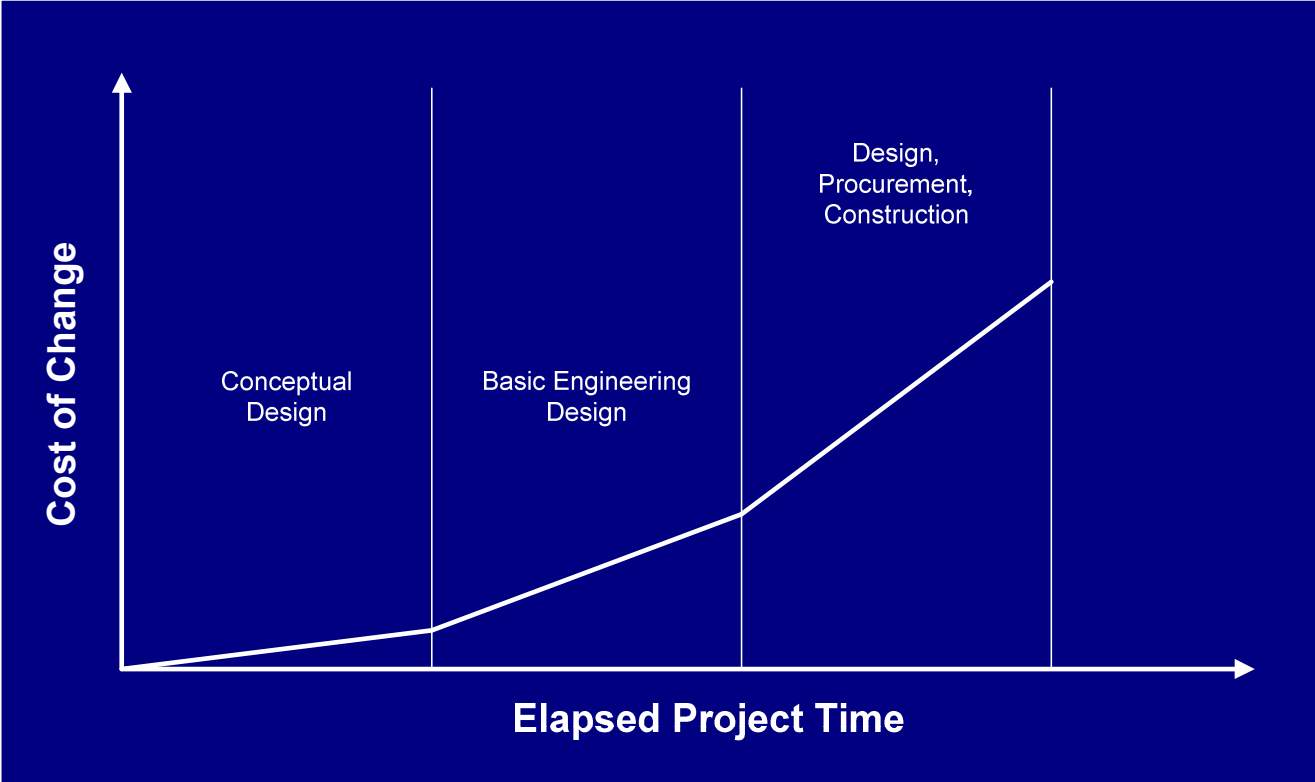 Design,
Procurement,
Construction
Conceptual
Design
Basic Engineering
Design
Cost of Change
Elapsed Project Time